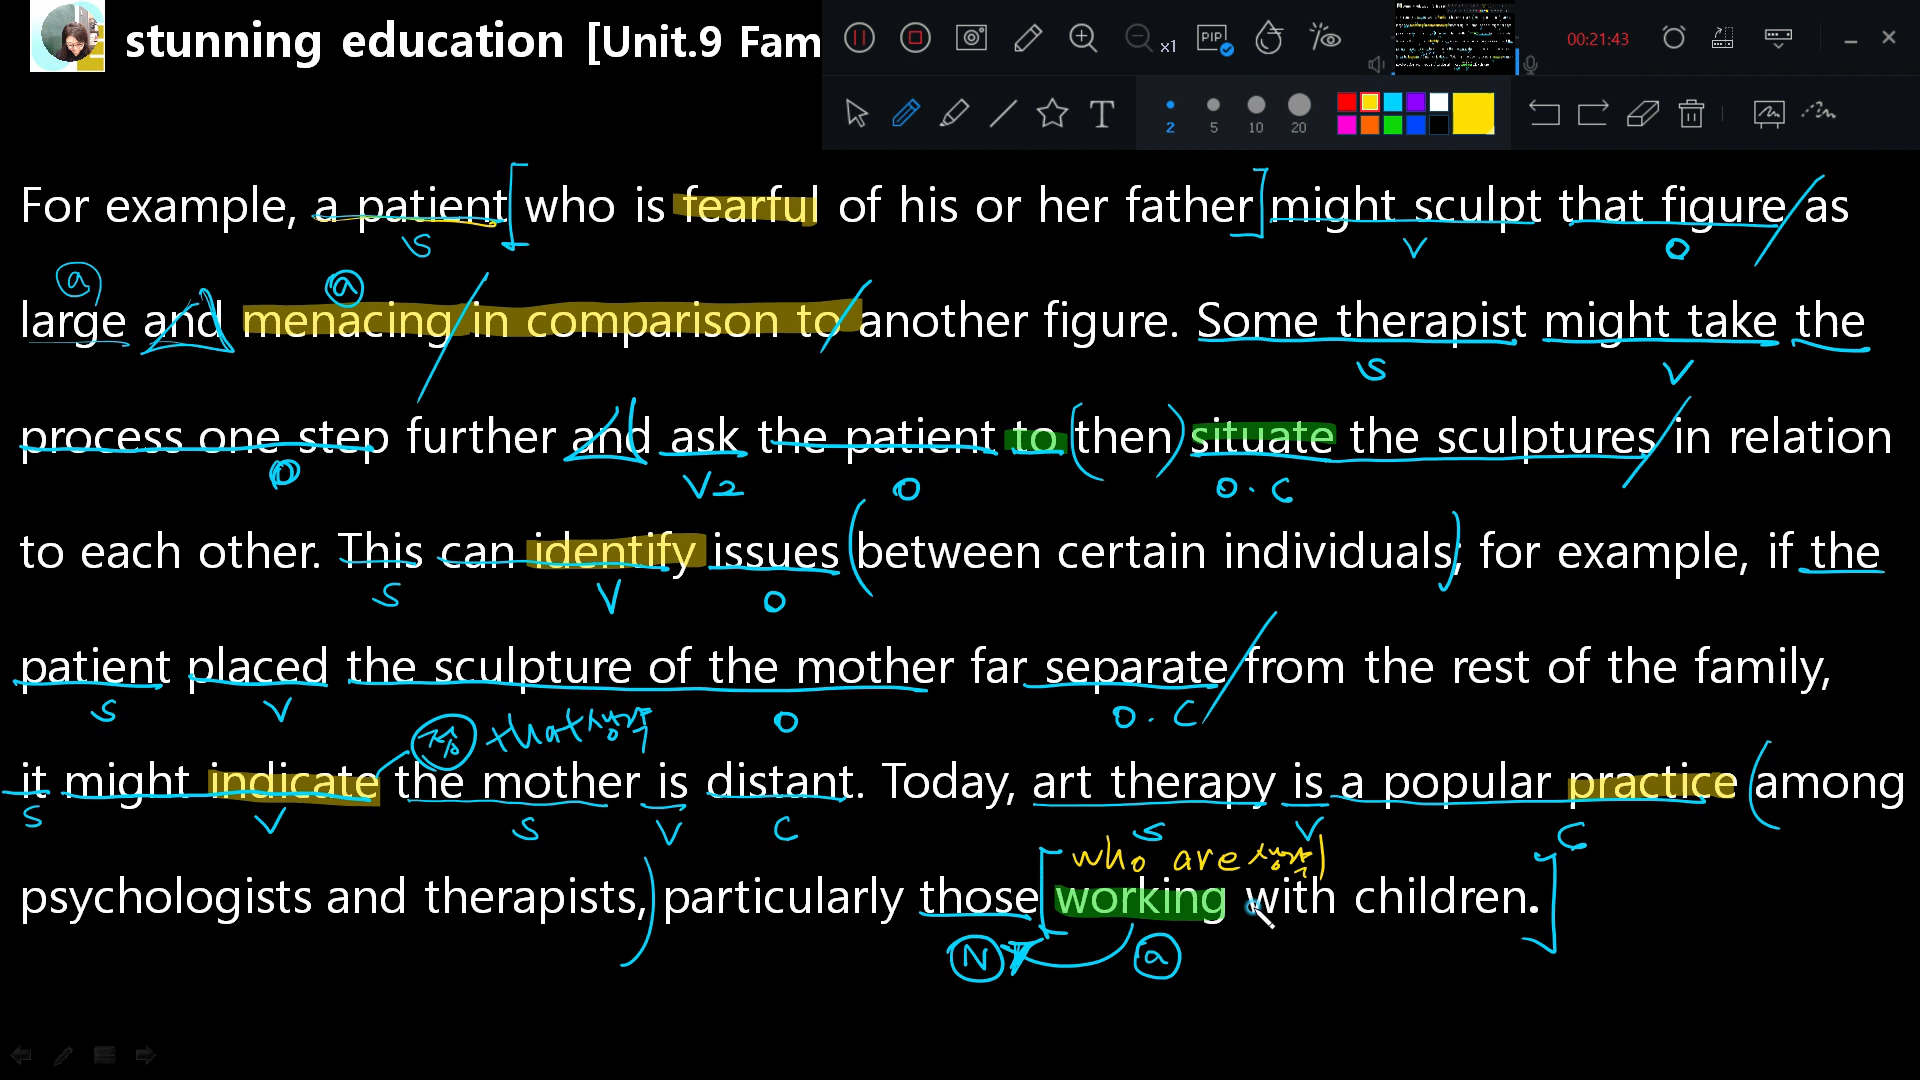 stunning education [Unit.9 Fam
x1 PIP 00:21:43
T 2 5 10 20
For example, a patient [who is fearful of his or her father] might sculpt that figure / as
S V O
a a
large and menacing / in comparison to / another figure. Some therapist might take the
S V
process one step further and ask the patient to (then) situate the sculptures / in relation
O V2 O O.C
to each other. This can identify issues (between certain individuals); for example, if the
S V O
patient placed the sculpture of the mother far separate / from the rest of the family,
S V O O.C
that
it might indicate the mother is distant. Today, art therapy is a popular practice (among
S V S V C S V C
who are
psychologists and therapists,) particularly those [working with children.]
N a